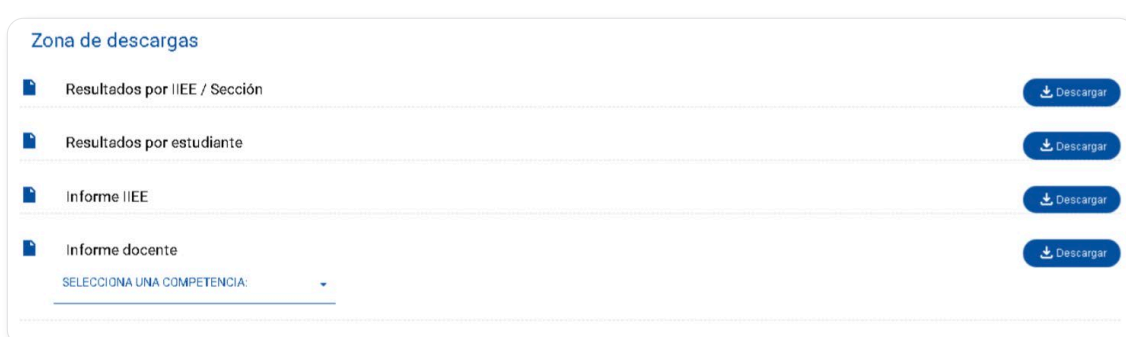 Zona de descargas
Resultados por IIEE / Sección
Descargar
Resultados por estudiante
Descargar
Informe IIEE
Descargar
Informe docente
Descargar
SELECCIONA UNA COMPETENCIA: